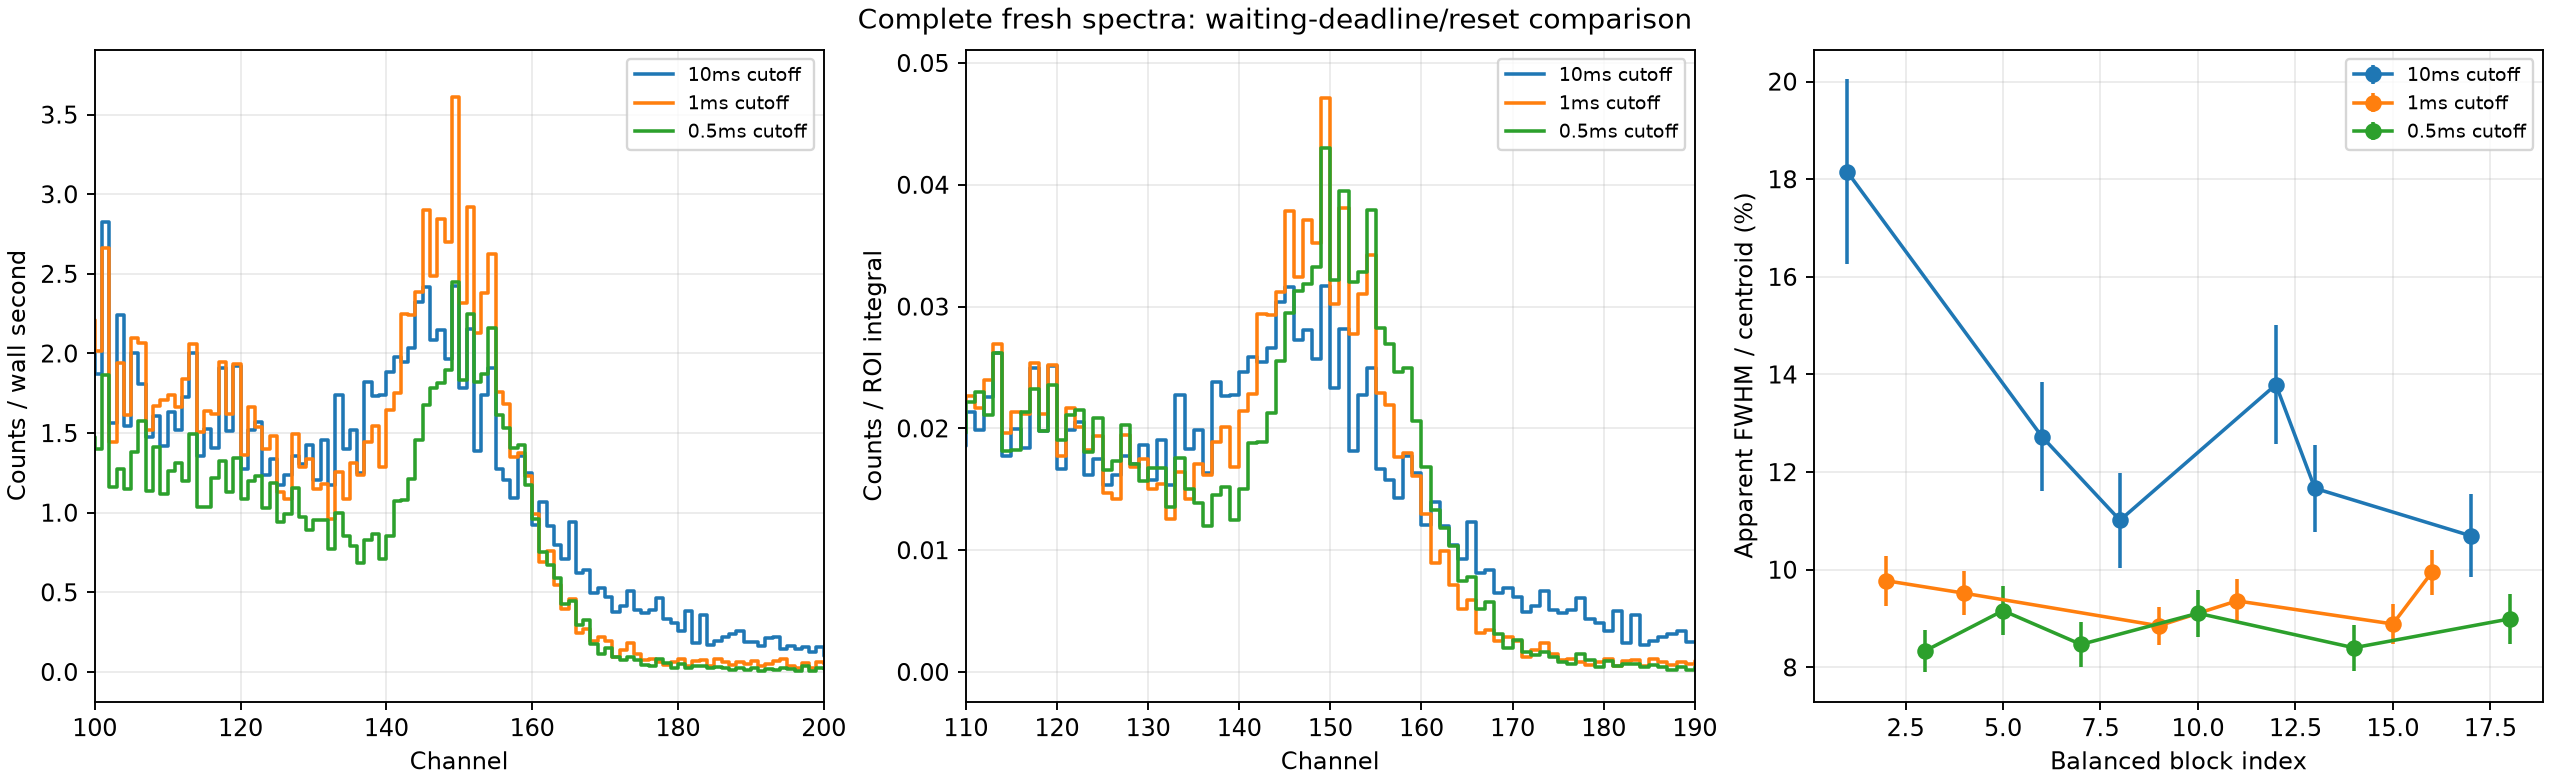 Complete fresh spectra: waiting-deadline/reset comparison
Counts / wall second
3.5
3.0
2.5
2.0
1.5
1.0
0.5
0.0
100
120
140
160
180
200
Channel
10ms cutoff
1ms cutoff
0.5ms cutoff
Counts / ROI integral
0.05
0.04
0.03
0.02
0.01
0.00
110
120
130
140
150
160
170
180
190
Channel
10ms cutoff
1ms cutoff
0.5ms cutoff
Apparent FWHM / centroid (%)
20
18
16
14
12
10
8
2.5
5.0
7.5
10.0
12.5
15.0
17.5
Balanced block index
10ms cutoff
1ms cutoff
0.5ms cutoff